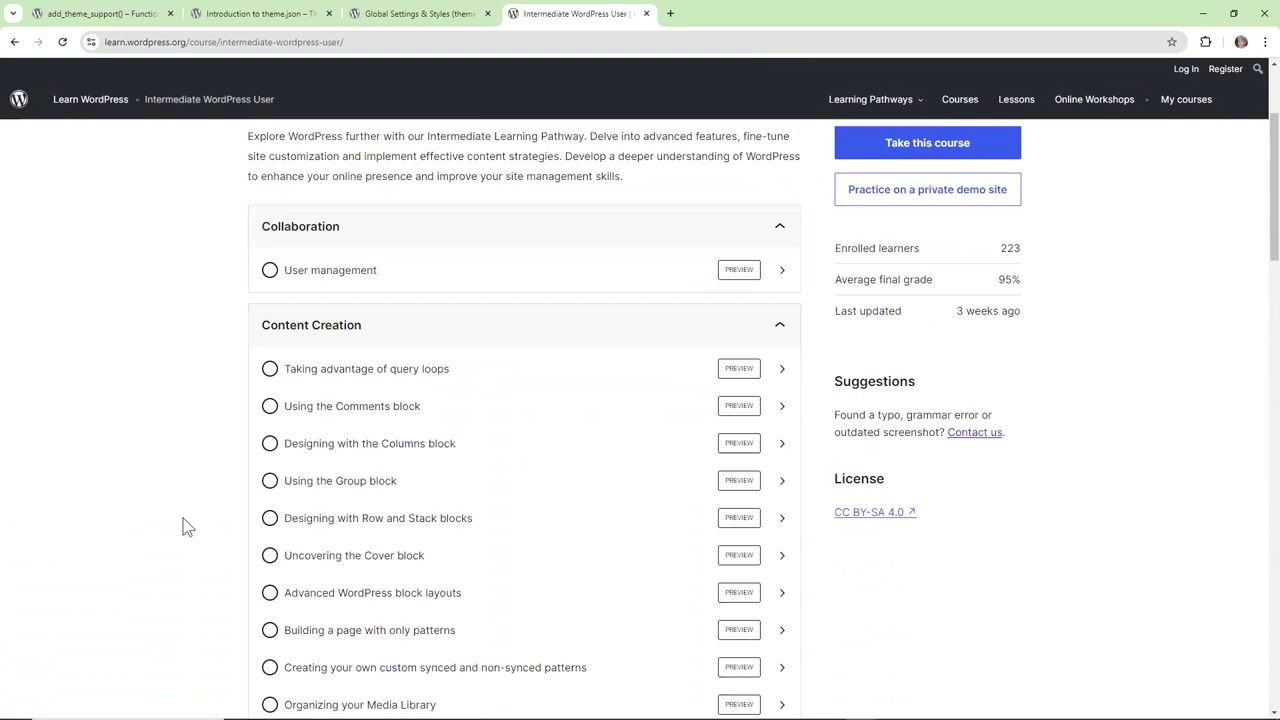 add_theme_support() – Functi
Introduction to theme.json – Th
Global Settings & Styles (theme
Intermediate WordPress User |
learn.wordpress.org/course/intermediate-wordpress-user/
Log In Register
Learn WordPress • Intermediate WordPress User
Learning Pathways Courses Lessons Online Workshops • My courses
Explore WordPress further with our Intermediate Learning Pathway. Delve into advanced features, fine-tune
site customization and implement effective content strategies. Develop a deeper understanding of WordPress
to enhance your online presence and improve your site management skills.
Collaboration
User management PREVIEW
Content Creation
Taking advantage of query loops PREVIEW
Using the Comments block PREVIEW
Designing with the Columns block PREVIEW
Using the Group block PREVIEW
Designing with Row and Stack blocks PREVIEW
Uncovering the Cover block PREVIEW
Advanced WordPress block layouts PREVIEW
Building a page with only patterns PREVIEW
Creating your own custom synced and non-synced patterns PREVIEW
Organizing your Media Library PREVIEW
Take this course
Practice on a private demo site
Enrolled learners 223
Average final grade 95%
Last updated 3 weeks ago
Suggestions
Found a typo, grammar error or
outdated screenshot? Contact us.
License
CC BY-SA 4.0 ↗